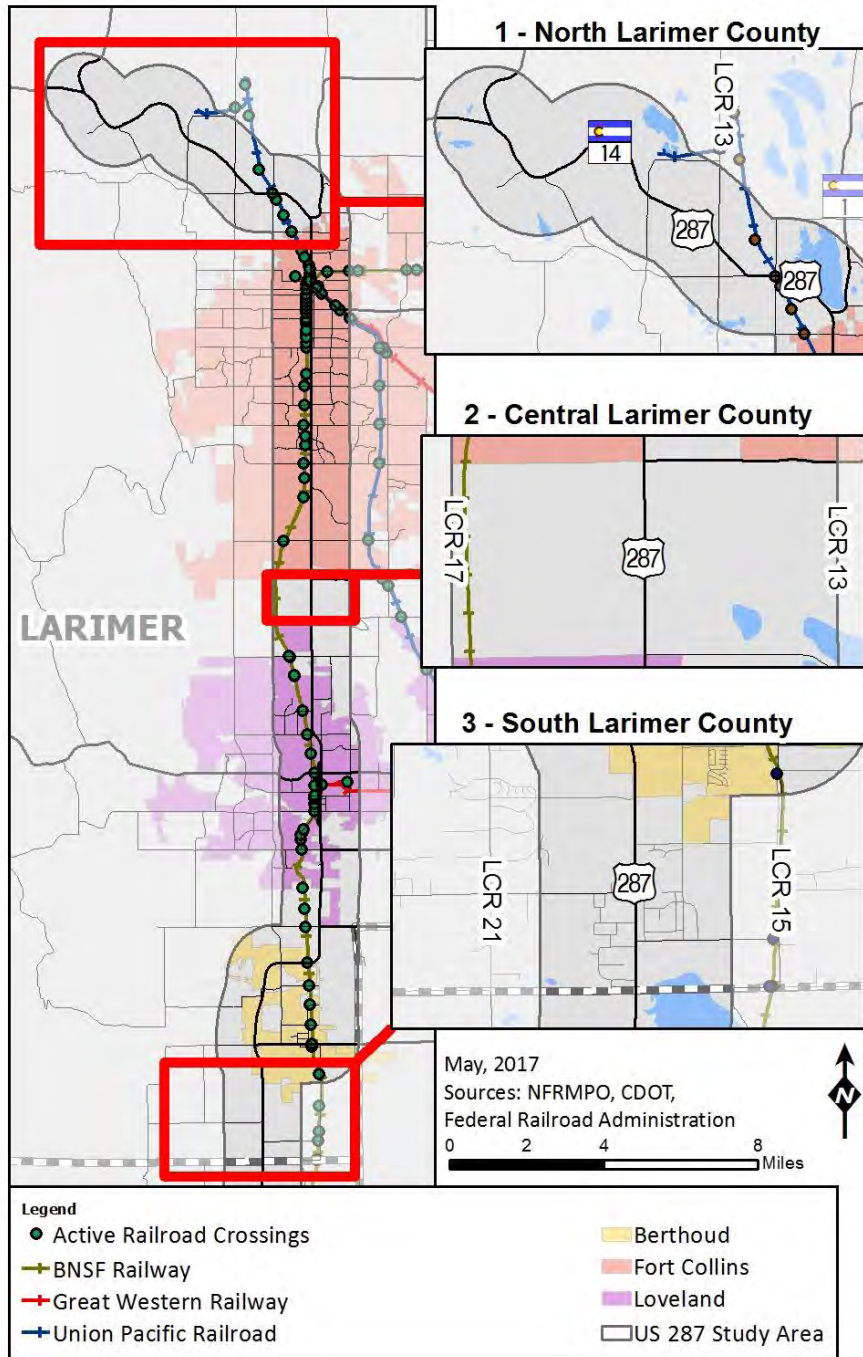 1 - North Larimer County
LCR 13
14
287
287
2 - Central Larimer County
LCR 17
287
LCR 13
LARIMER
3 - South Larimer County
LCR 21
287
LCR 15
May, 2017
Sources: NFRMPO, CDOT,
Federal Railroad Administration
N
0 2 4 8
Miles
Legend
Active Railroad Crossings
BNSF Railway
Great Western Railway
Union Pacific Railroad
Berthoud
Fort Collins
Loveland
US 287 Study Area